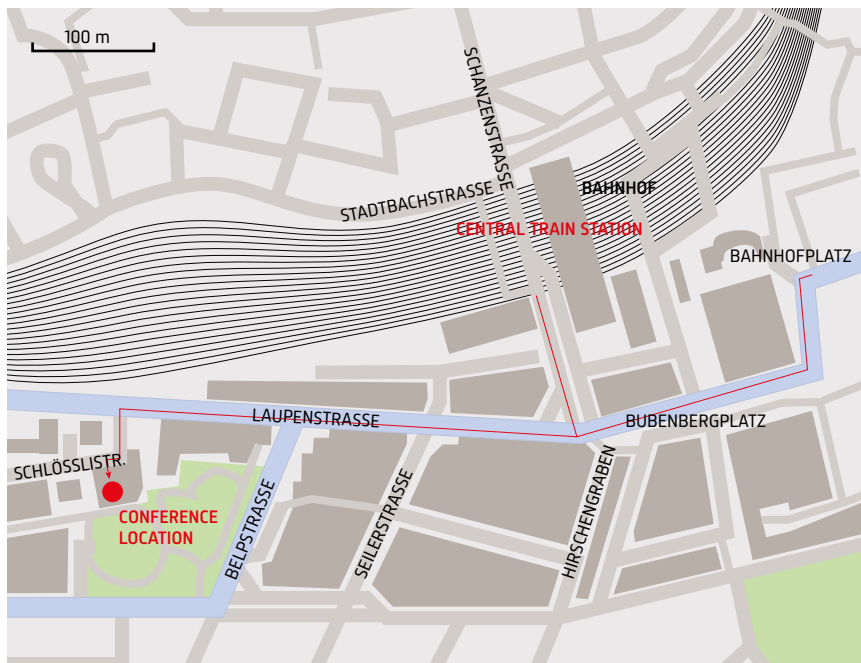 100 m
SCHANZENSTRASSE
STADTBACHSTRASSE
BAHNHOF
CENTRAL TRAIN STATION
BAHNHOFPLATZ
LAUPENSTRASSE
BUBENBERGPLATZ
SCHLÖSSLISTR.
CONFERENCE
LOCATION
BELPSTRASSE
SEILERSTRASSE
HIRSCHENGRABEN